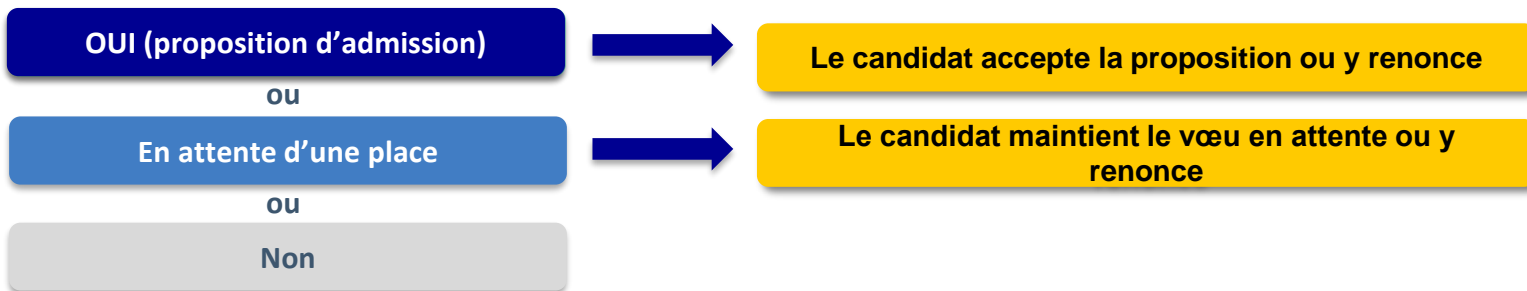 OUI (proposition d’admission)
Le candidat accepte la proposition ou y renonce
ou
En attente d’une place
Le candidat maintient le vœu en attente ou y
renonce
ou
Non